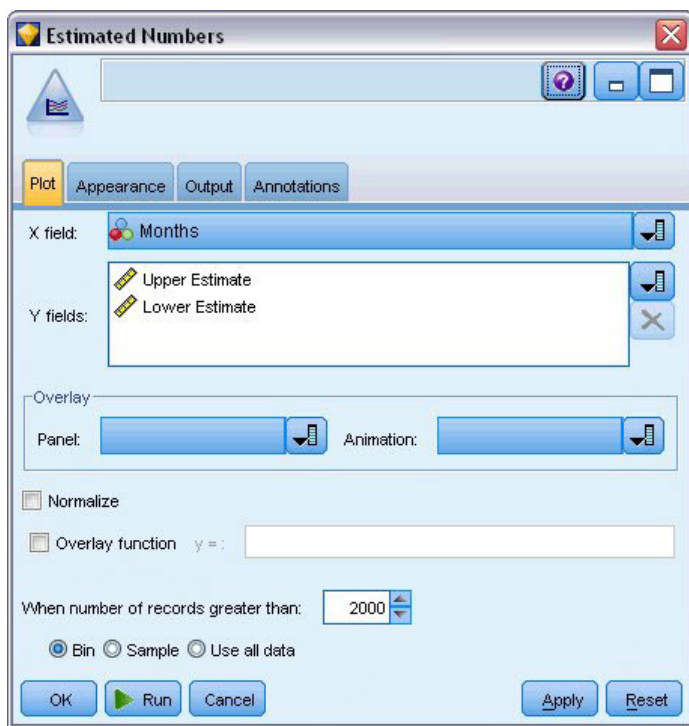 Estimated Numbers
Plot Appearance Output Annotations
X field: Months
Upper Estimate
Lower Estimate
Y fields:
Overlay
Panel: Animation:
Normalize
Overlay function y = :
When number of records greater than: 2000
Bin Sample Use all data
OK Run Cancel Apply Reset